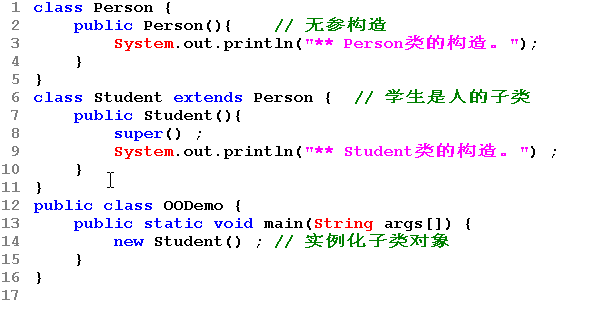 1 class Person {
2     public Person(){    // 无参构造
3         System.out.println("** Person类的构造。");
4     }
5 }
6 class Student extends Person {  // 学生是人的子类
7     public Student(){
8         super() ;
9         System.out.println("** Student类的构造。") ;
10     }
11 }
12 public class OODemo {
13     public static void main(String args[]) {
14         new Student() ; // 实例化子类对象
15     }
16 }
17